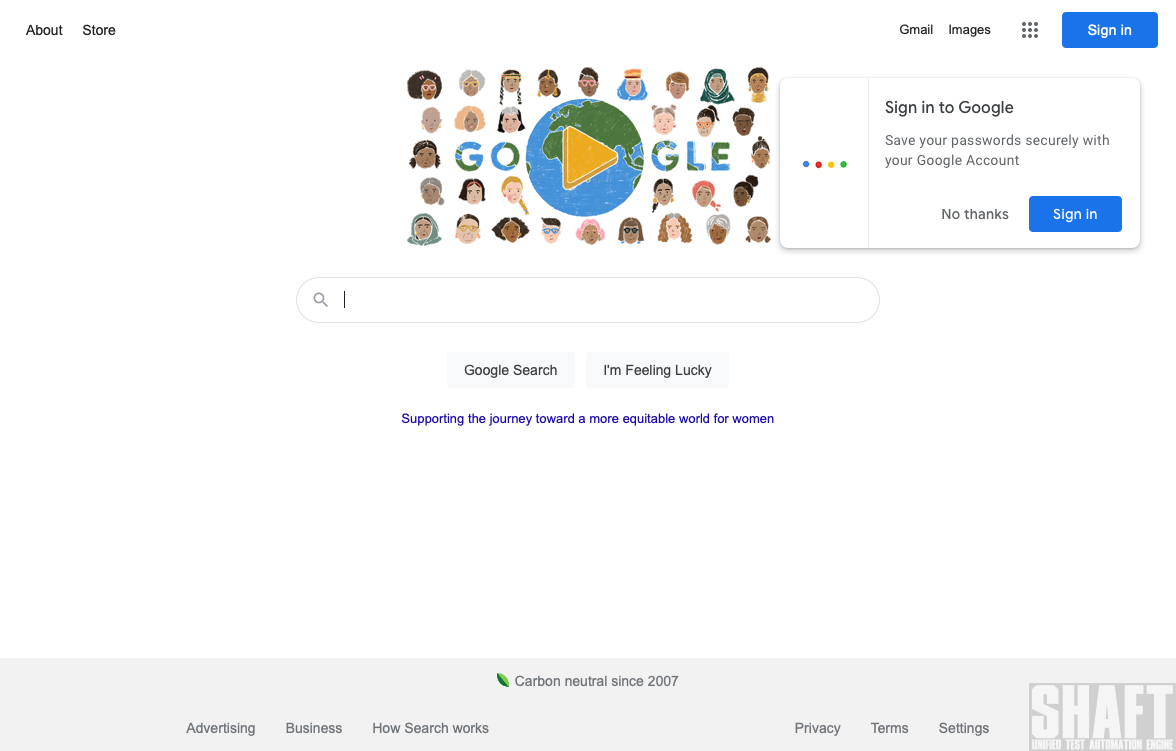 About Store Gmail Images Sign in
GO GLE
Sign in to Google
Save your passwords securely with
your Google Account
No thanks Sign in
Google Search I'm Feeling Lucky
Supporting the journey toward a more equitable world for women
Carbon neutral since 2007
Advertising Business How Search works Privacy Terms Settings
SHAFT
UNIFIED TEST AUTOMATION ENGINE